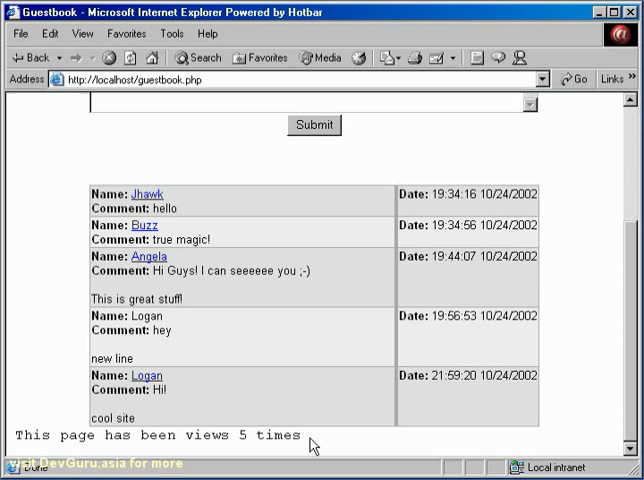 Guestbook - Microsoft Internet Explorer Powered by Hotbar
File Edit View Favorites Tools Help
Back Search Favorites Media
Address http://localhost/guestbook.php Go Links »
Submit
Name: Jhawk Date: 19:34:16 10/24/2002
Comment: hello
Name: Buzz Date: 19:34:56 10/24/2002
Comment: true magic!
Name: Angela Date: 19:44:07 10/24/2002
Comment: Hi Guys! I can seeeeee you ;-)
This is great stuff!
Name: Logan Date: 19:56:53 10/24/2002
Comment: hey
new line
Name: Logan Date: 21:59:20 10/24/2002
Comment: Hi!
cool site
This page has been views 5 times
visit DevGuru.asia for more
Done Local intranet